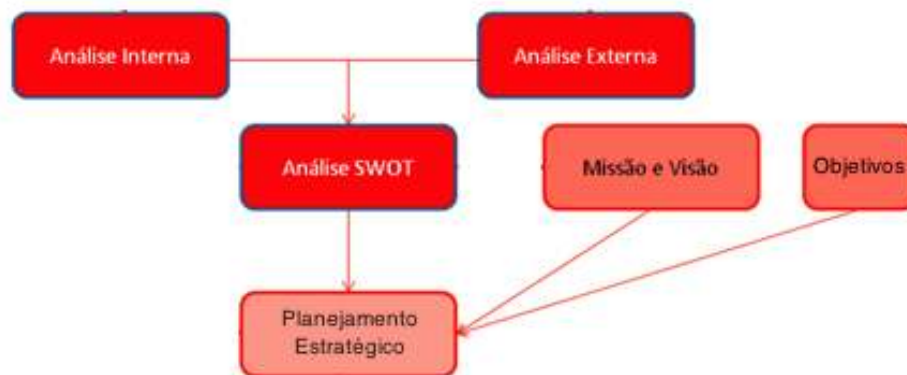 Análise Interna
Análise Externa
Análise SWOT
Missão e Visão
Objetivos
Planejamento
Estratégico